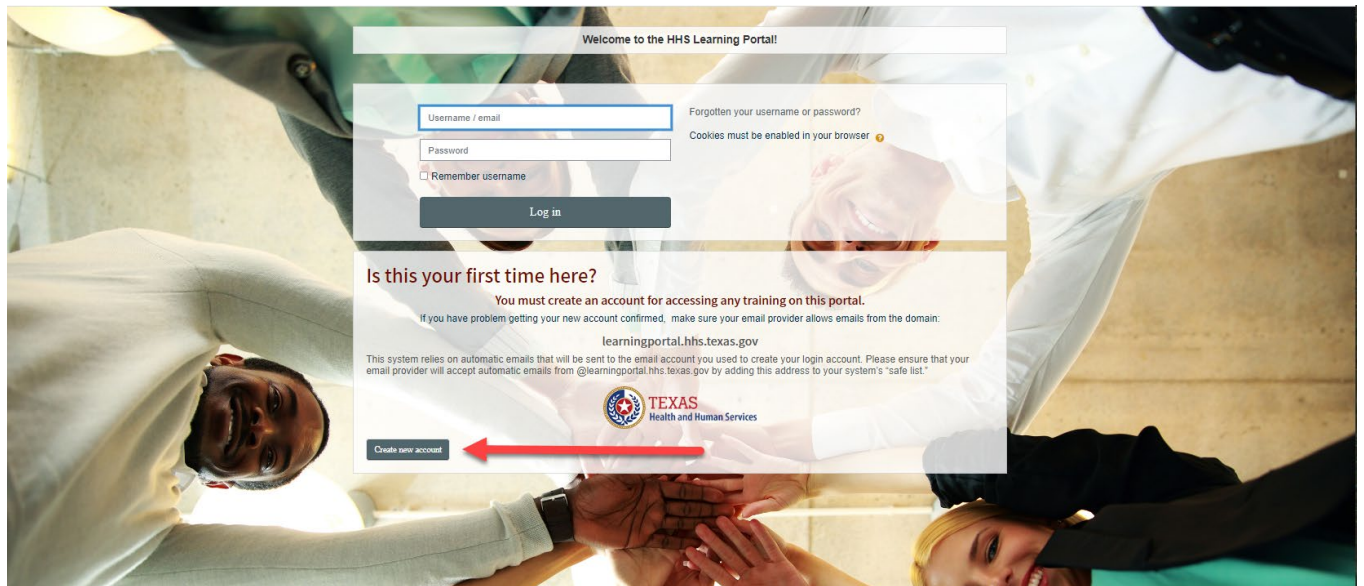 Welcome to the HHS Learning Portal!
Username / email
Forgotten your username or password?
Cookies must be enabled in your browser
Password
Remember username
Log in
Is this your first time here?
You must create an account for accessing any training on this portal.
If you have problem getting your new account confirmed, make sure your email provider allows emails from the domain:
learningportal.hhs.texas.gov
This system relies on automatic emails that will be sent to the email account you used to create your login account. Please ensure that your
email provider will accept automatic emails from @learningportal.hhs.texas.gov by adding this address to your system's "safe list."
TEXAS
Health and Human Services
Create new account